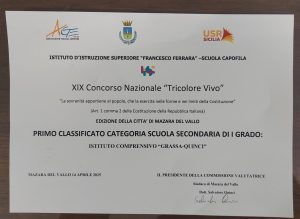 ACF
USR
SICILIA
ISTITUTO D'ISTRUZIONE SUPERIORE "FRANCESCO FERRARA" –SCUOLA CAPOFILA
XIX Concorso Nazionale "Tricolore Vivo"
"La sovranità appartiene al popolo, che la esercita nelle forme e nei limiti della Costituzione"
(Art. 1 comma 2 della Costituzione della Repubblica Italiana)
EDIZIONE DELLA CITTA' DI MAZARA DEL VALLO
PRIMO CLASSIFICATO CATEGORIA SCUOLA SECONDARIA DI I GRADO:
ISTITUTO COMPRENSIVO "GRASSA-QUINCI"
MAZARA DEL VALLO 14 APRILE 2025
IL PRESIDENTE DELLA COMMISSIONE VALUTATRICE
Sindaco di Mazara del Vallo
Dott. Salvatore Quinci